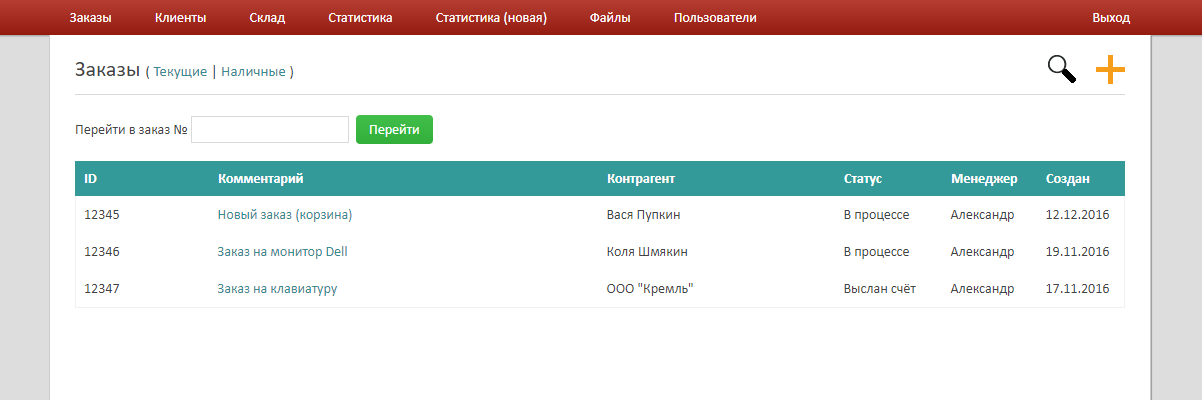 Заказы Клиенты Склад Статистика Статистика (новая) Файлы Пользователи Выход
Заказы ( Текущие | Наличные )
Перейти в заказ № Перейти
ID Комментарий Контрагент Статус Менеджер Создан
12345 Новый заказ (корзина) Вася Пупкин В процессе Александр 12.12.2016
12346 Заказ на монитор Dell Коля Шмякин В процессе Александр 19.11.2016
12347 Заказ на клавиатуру ООО "Кремль" Выслан счёт Александр 17.11.2016